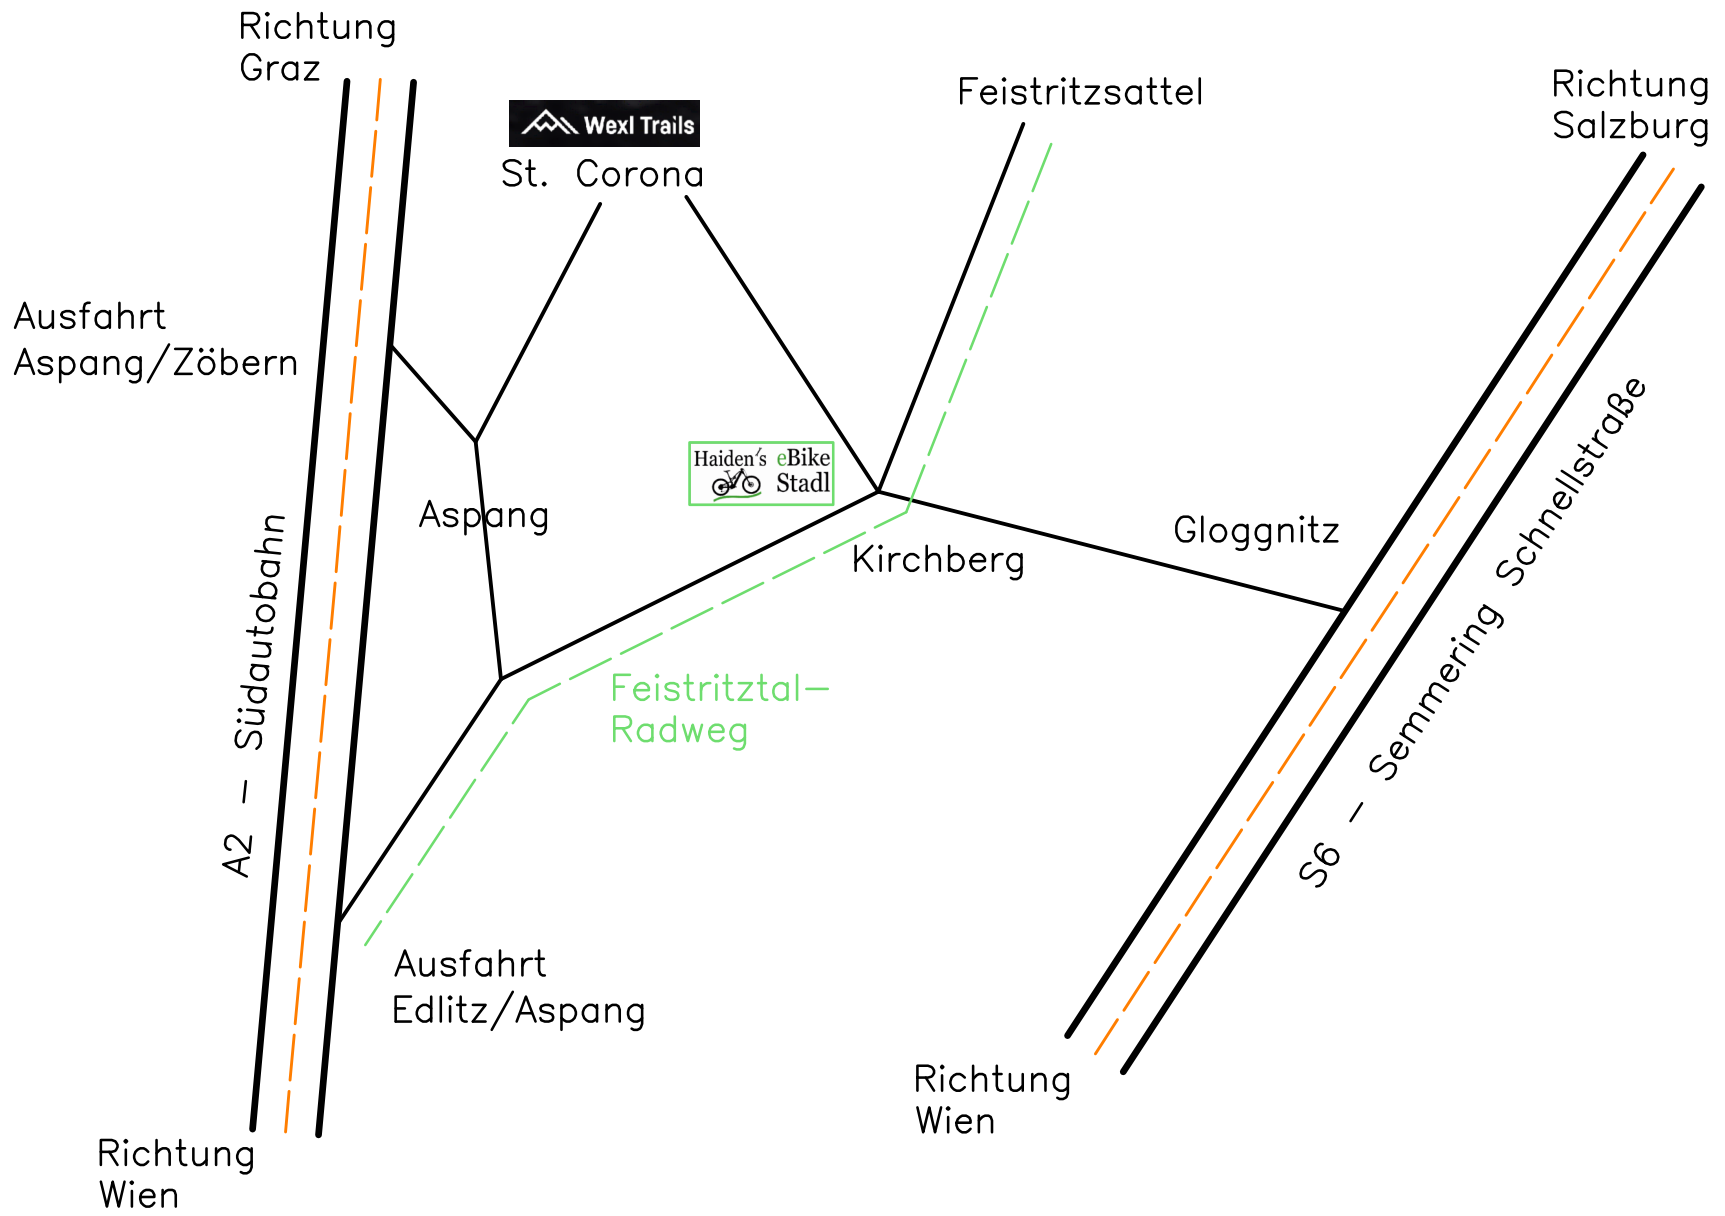 Richtung
Graz
Wexl Trails
St. Corona
Feistritzsattel
Richtung
Salzburg
Ausfahrt
Aspang/Zöbern
Haiden's eBike
Stadl
Aspang
Kirchberg
Gloggnitz
A2 – Südautobahn
S6 – Semmering Schnellstraße
Feistritztal–
Radweg
Ausfahrt
Edlitz/Aspang
Richtung
Wien
Richtung
Wien